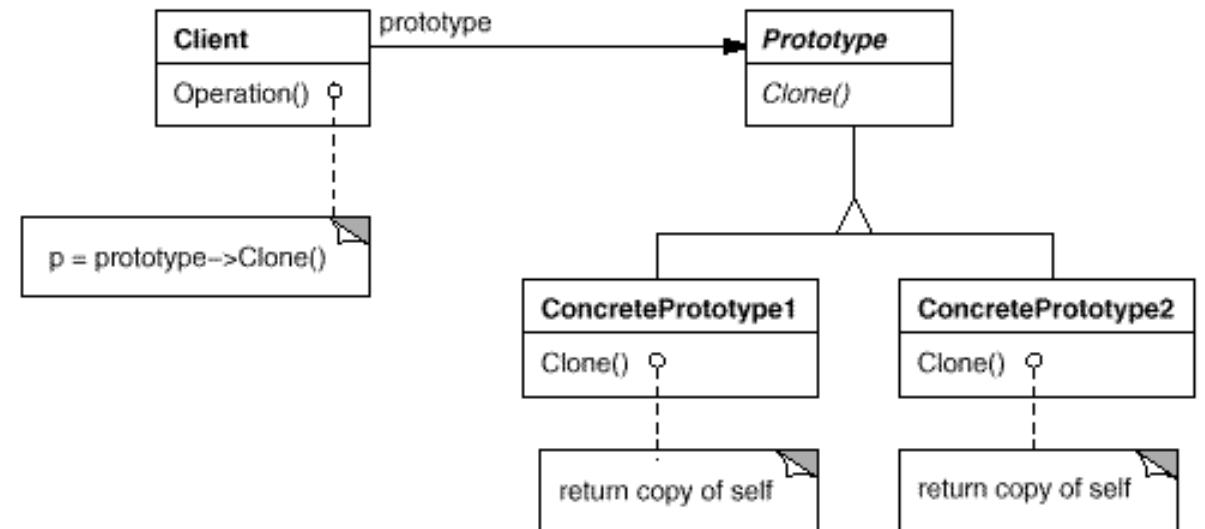 Client
prototype
Prototype
Operation()
Clone()
p = prototype−>Clone()
ConcretePrototype1
ConcretePrototype2
Clone()
Clone()
return copy of self
return copy of self